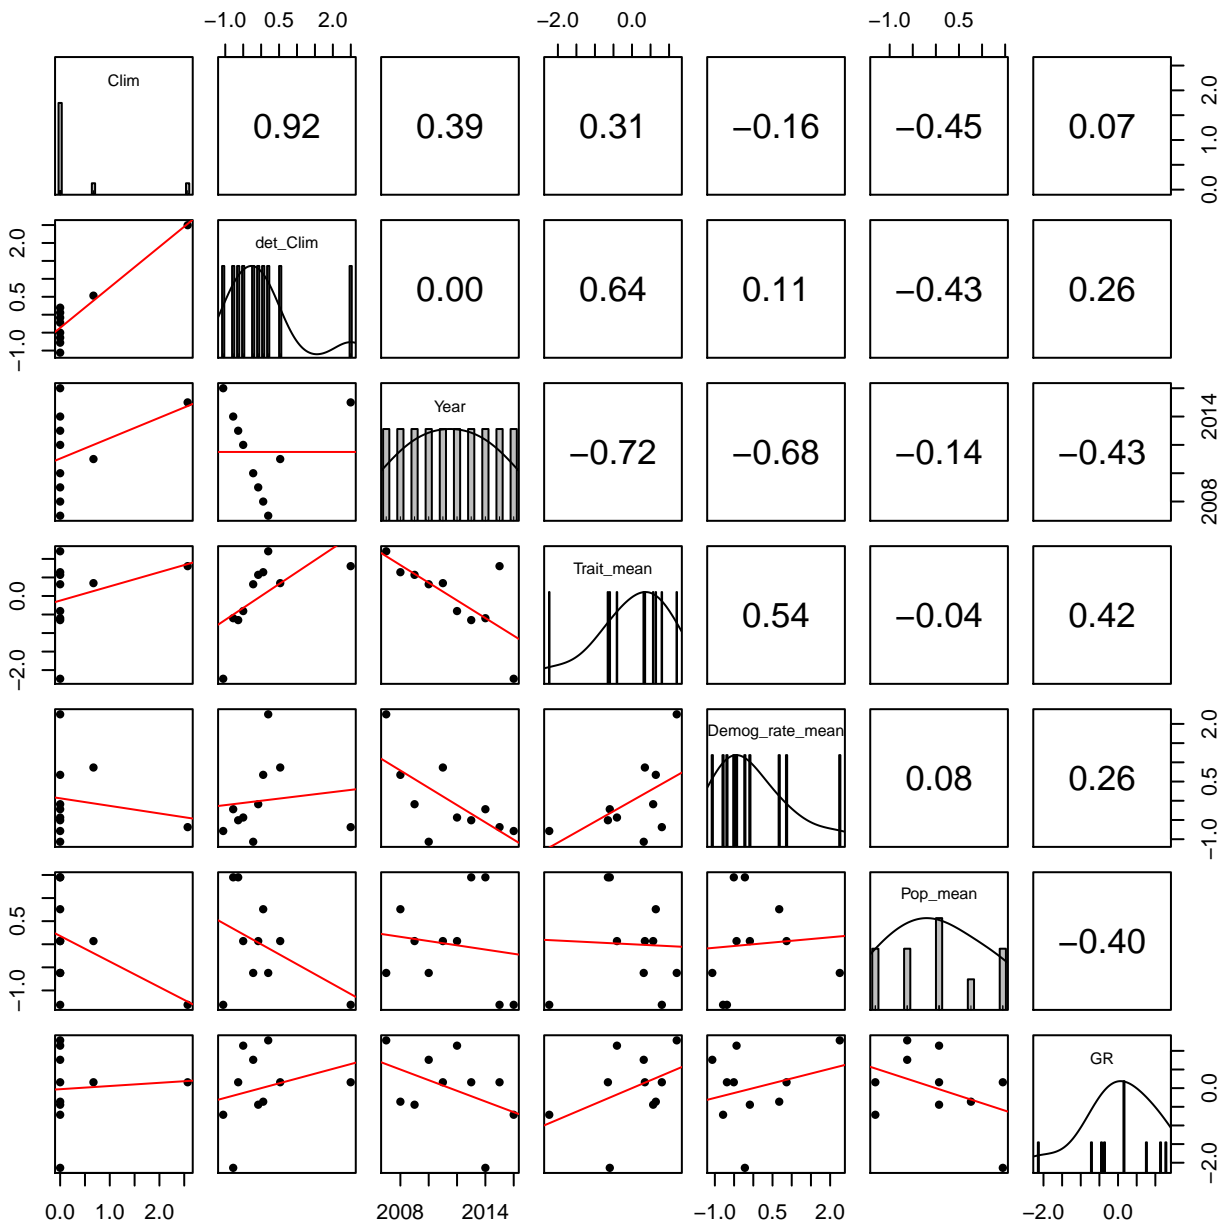 −1.0 0.5 2.0 −2.0 0.0 −1.0 0.5
Clim 0.92 0.39 0.31 −0.16 −0.45 0.07 0.0 1.0 2.0
−1.0 0.5 2.0 det_Clim 0.00 0.64 0.11 −0.43 0.26
Year −0.72 −0.68 −0.14 −0.43 2008 2014
−2.0 0.0 Trait_mean 0.54 −0.04 0.42
Demog_rate_mean 0.08 0.26 −1.0 0.5 2.0
−1.0 0.5 Pop_mean −0.40
GR −2.0 0.0
0.0 1.0 2.0 2008 2014 −1.0 0.5 2.0 −2.0 0.0